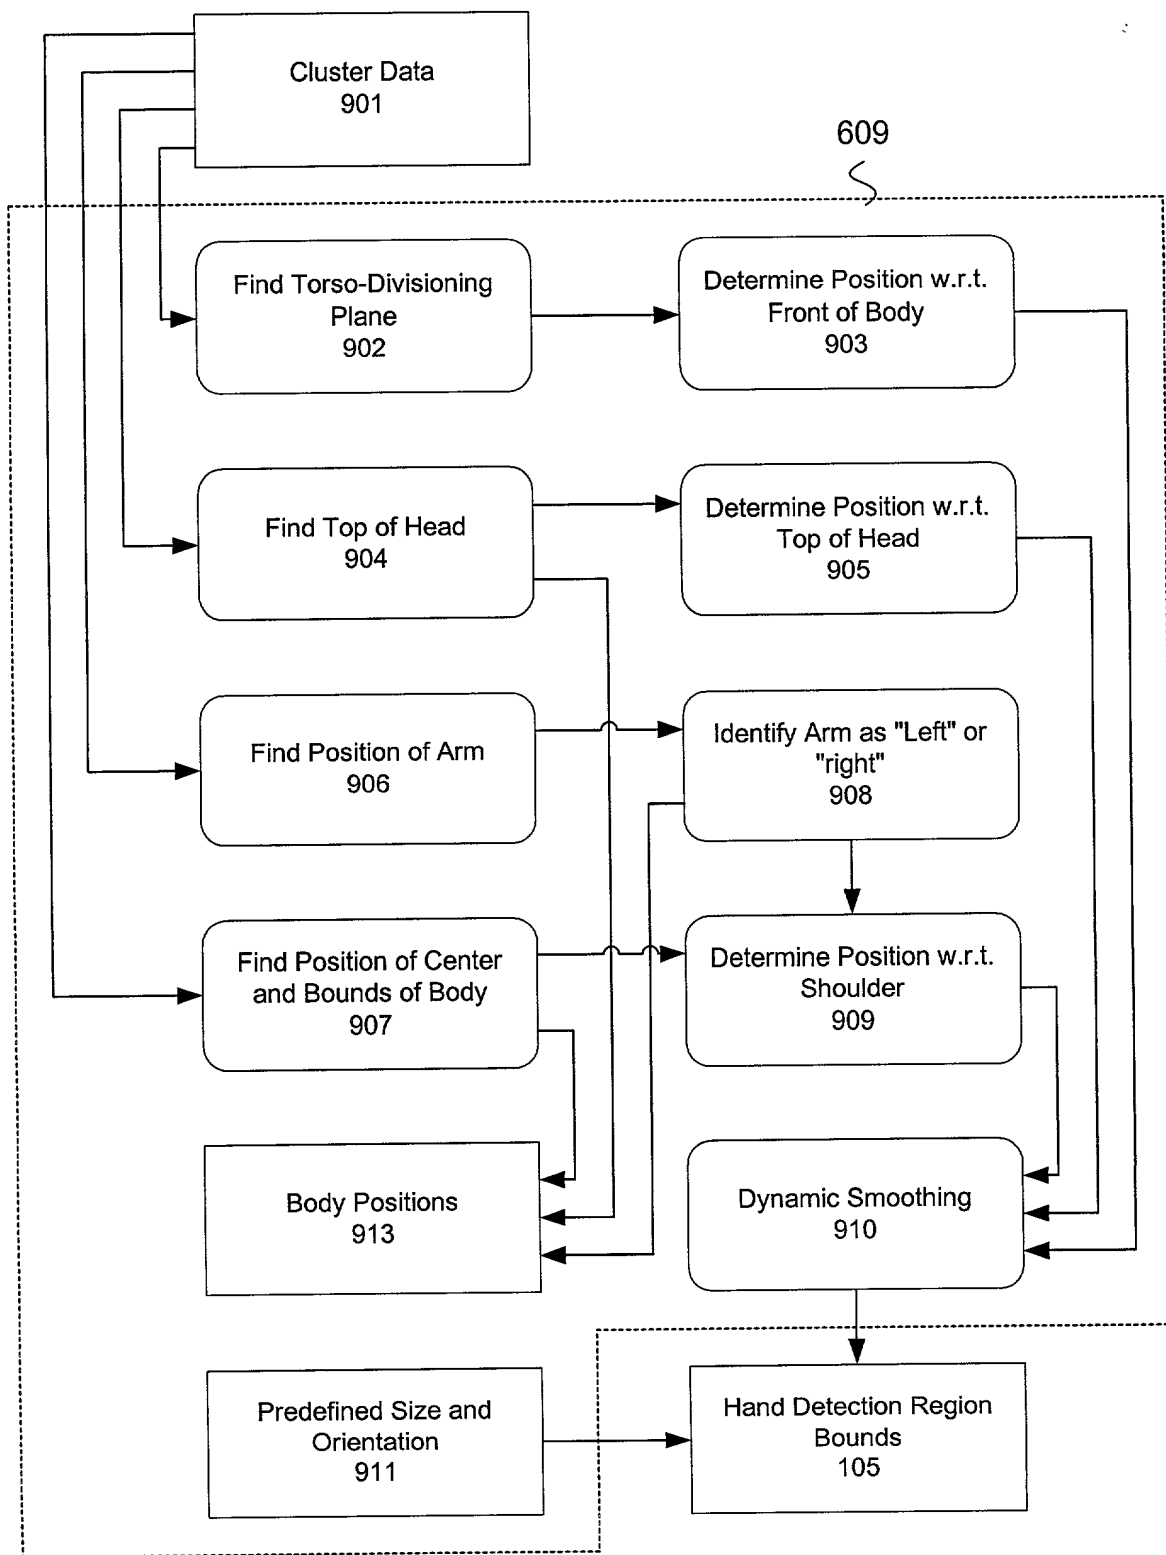 Cluster Data
901
609
Find Torso-Divisioning
Plane
902
Determine Position w.r.t.
Front of Body
903
Find Top of Head
904
Determine Position w.r.t.
Top of Head
905
Find Position of Arm
906
Identify Arm as "Left" or
"right"
908
Find Position of Center
and Bounds of Body
907
Determine Position w.r.t.
Shoulder
909
Body Positions
913
Dynamic Smoothing
910
Predefined Size and
Orientation
911
Hand Detection Region
Bounds
105